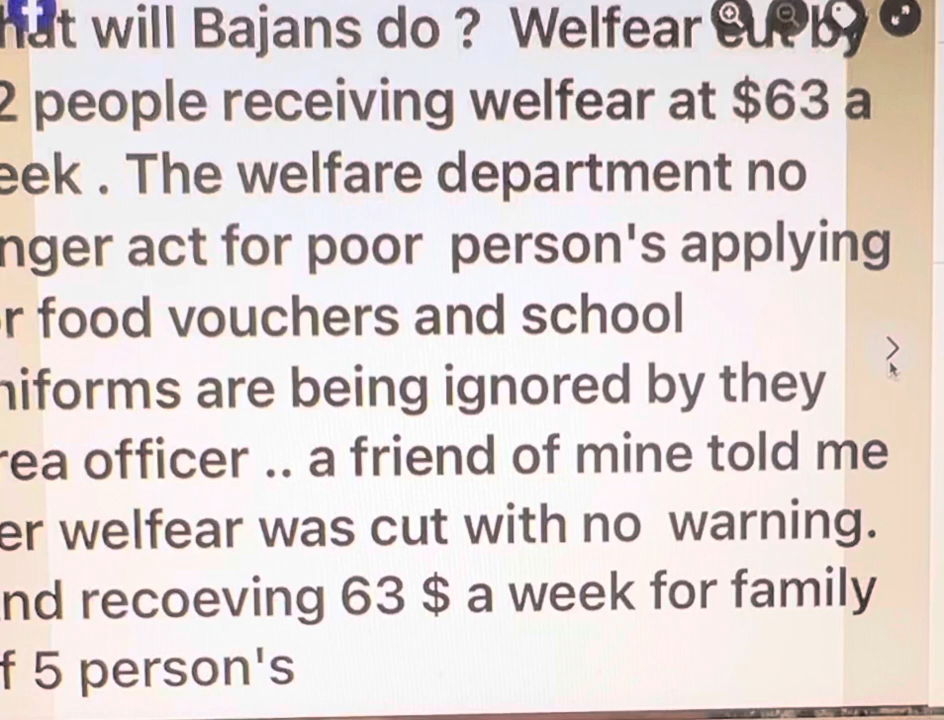 hat will Bajans do ? Welfear cut by
2 people receiving welfear at $63 a
eek . The welfare department no
nger act for poor person's applying
r food vouchers and school
niforms are being ignored by they
rea officer .. a friend of mine told me
er welfear was cut with no warning.
nd recoeving 63 $ a week for family
f 5 person's